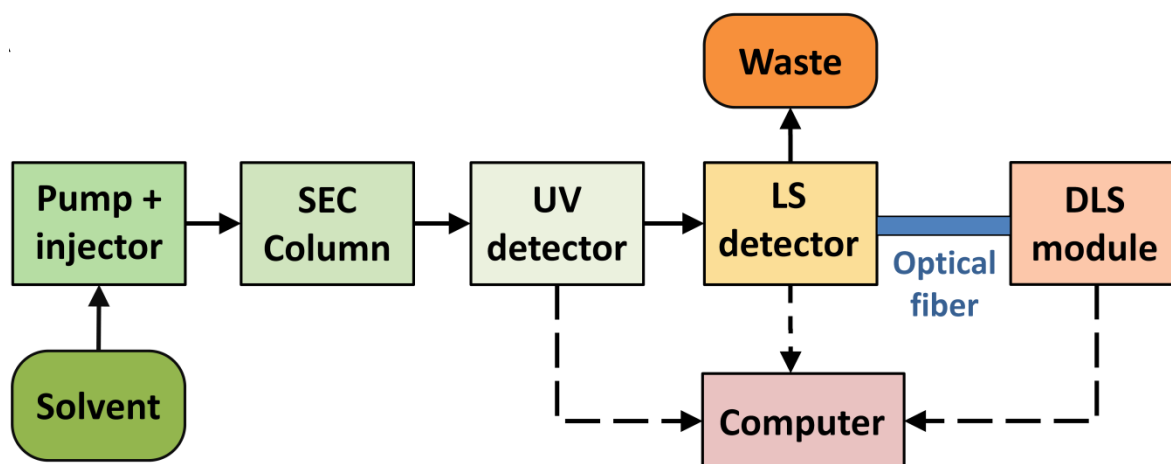 Waste
Pump +
injector
SEC
Column
UV
detector
LS
detector
Optical
fiber
DLS
module
Solvent
Computer